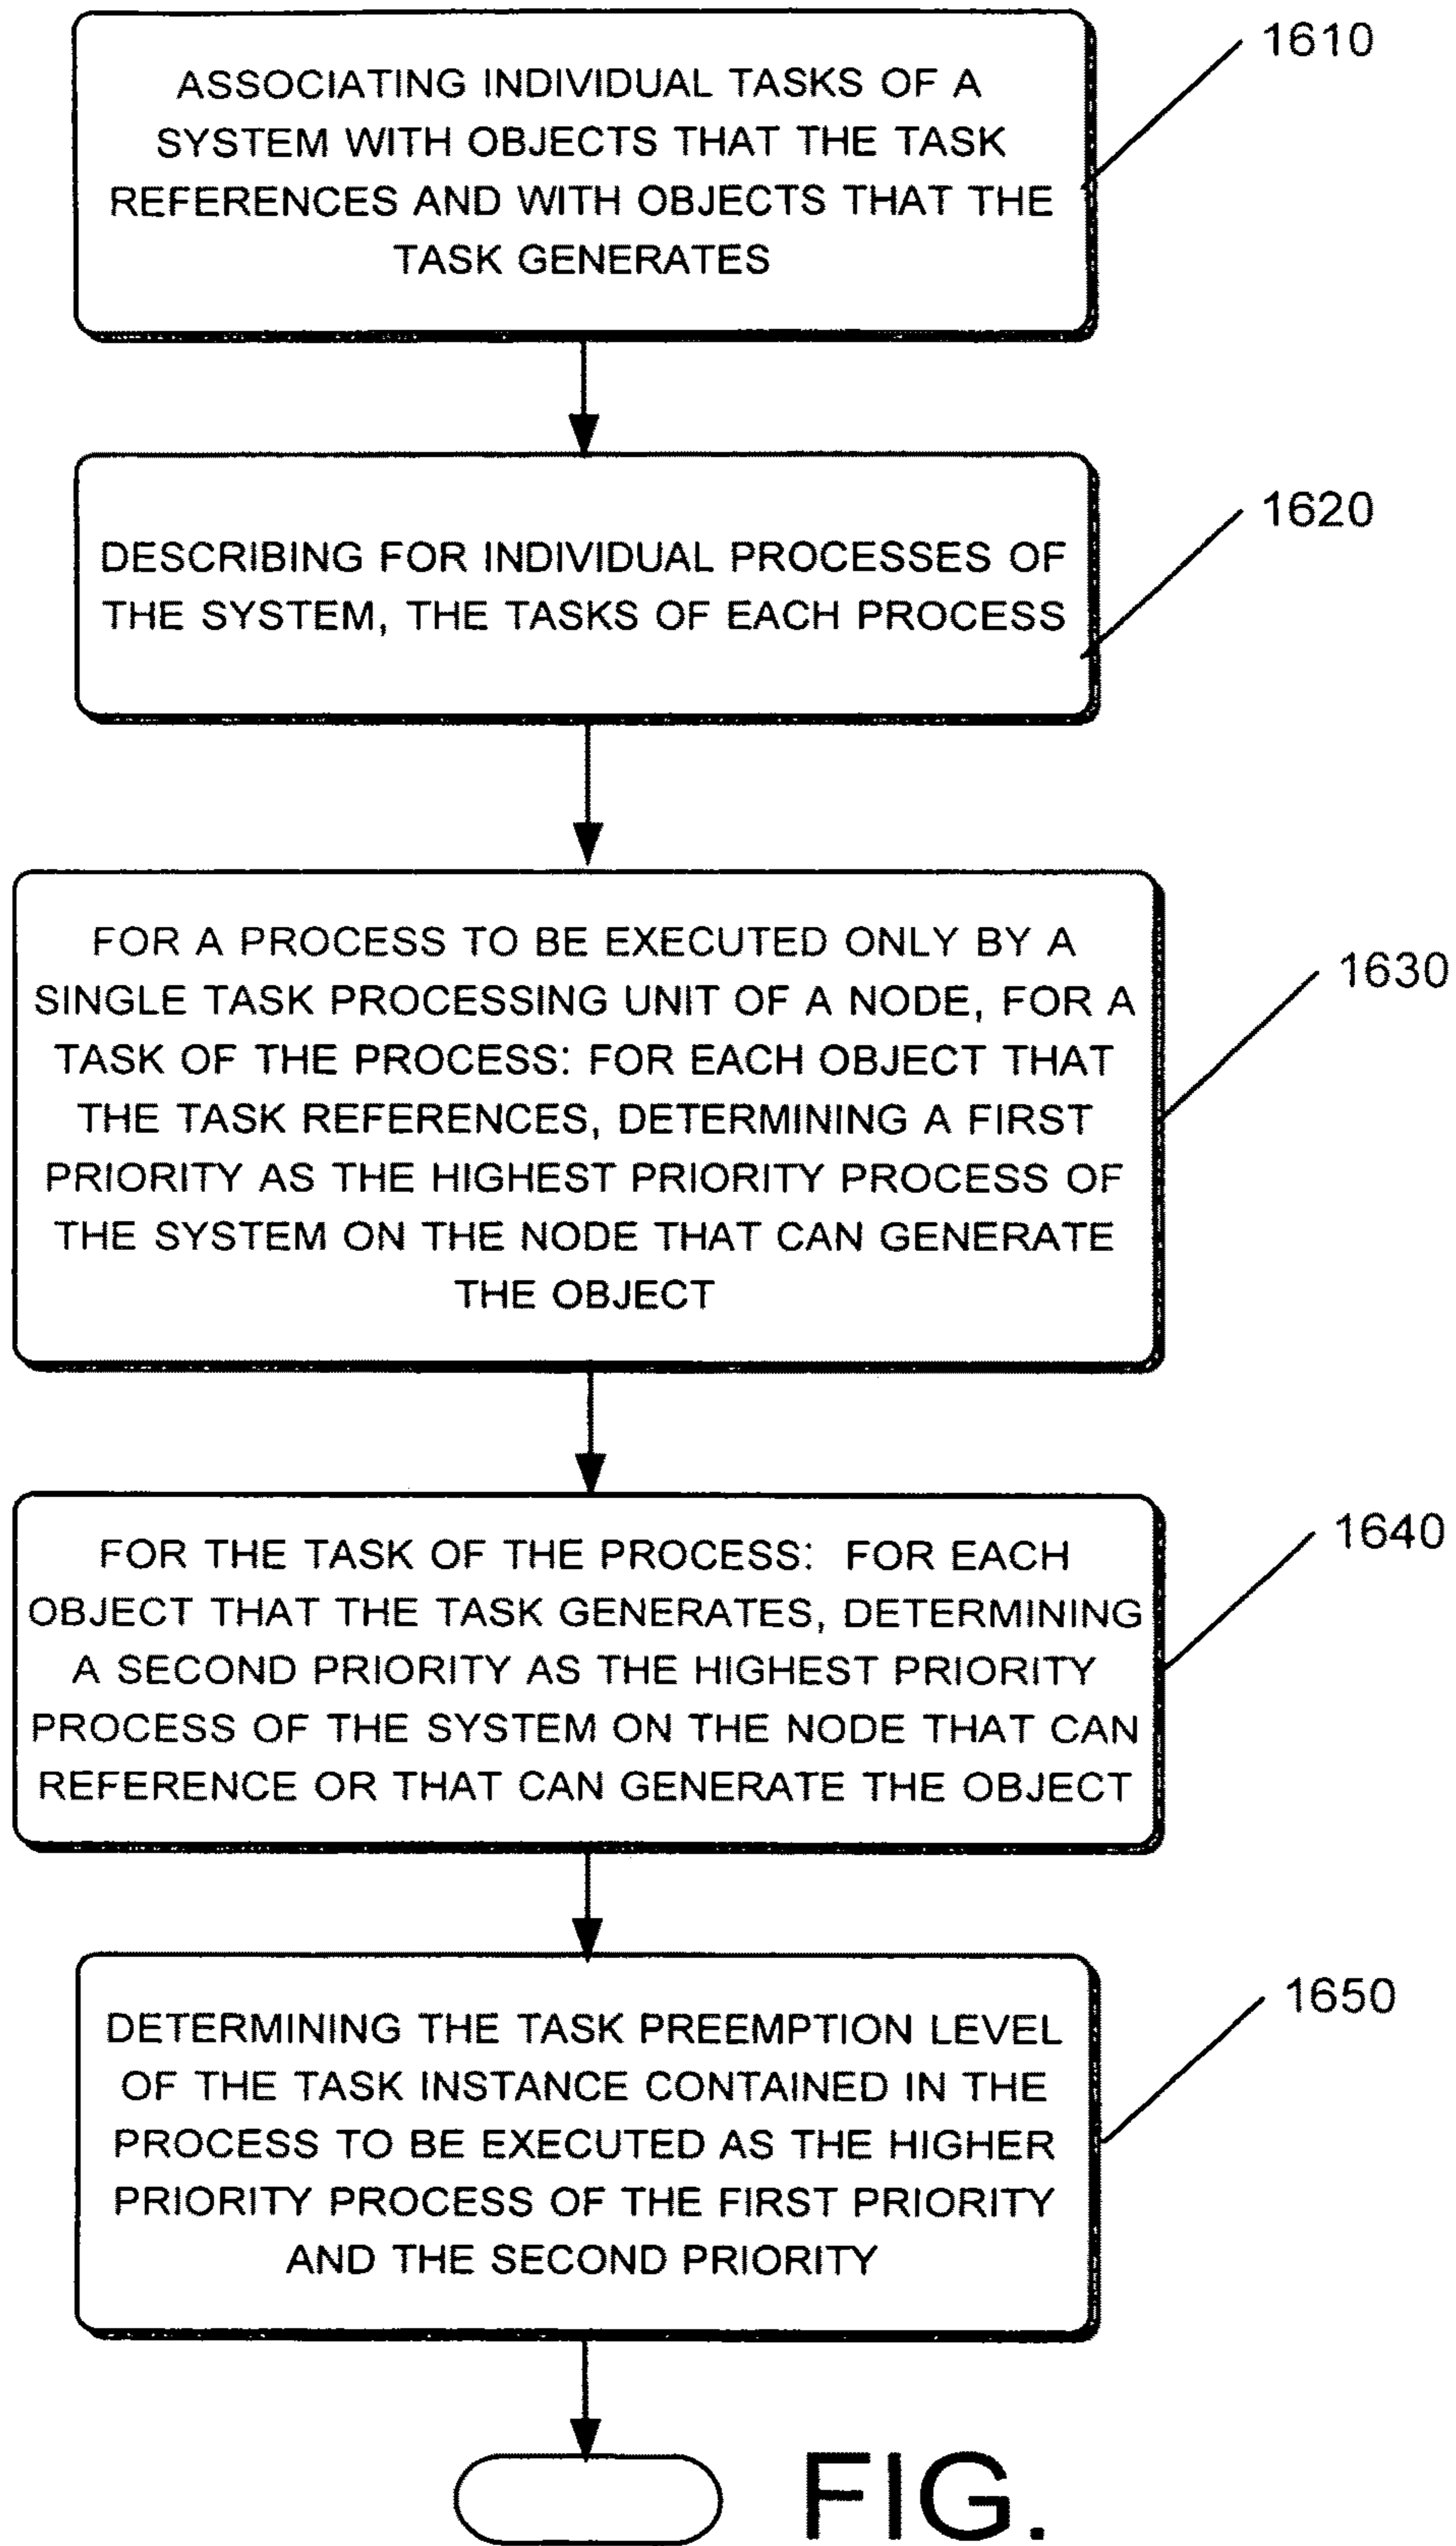 1610
ASSOCIATING INDIVIDUAL TASKS OF A
SYSTEM WITH OBJECTS THAT THE TASK
REFERENCES AND WITH OBJECTS THAT THE
TASK GENERATES
1620
DESCRIBING FOR INDIVIDUAL PROCESSES OF
THE SYSTEM, THE TASKS OF EACH PROCESS
1630
FOR A PROCESS TO BE EXECUTED ONLY BY A
SINGLE TASK PROCESSING UNIT OF A NODE, FOR A
TASK OF THE PROCESS: FOR EACH OBJECT THAT
THE TASK REFERENCES, DETERMINING A FIRST
PRIORITY AS THE HIGHEST PRIORITY PROCESS OF
THE SYSTEM ON THE NODE THAT CAN GENERATE
THE OBJECT
1640
FOR THE TASK OF THE PROCESS: FOR EACH
OBJECT THAT THE TASK GENERATES, DETERMINING
A SECOND PRIORITY AS THE HIGHEST PRIORITY
PROCESS OF THE SYSTEM ON THE NODE THAT CAN
REFERENCE OR THAT CAN GENERATE THE OBJECT
1650
DETERMINING THE TASK PREEMPTION LEVEL
OF THE TASK INSTANCE CONTAINED IN THE
PROCESS TO BE EXECUTED AS THE HIGHER
PRIORITY PROCESS OF THE FIRST PRIORITY
AND THE SECOND PRIORITY
FIG.